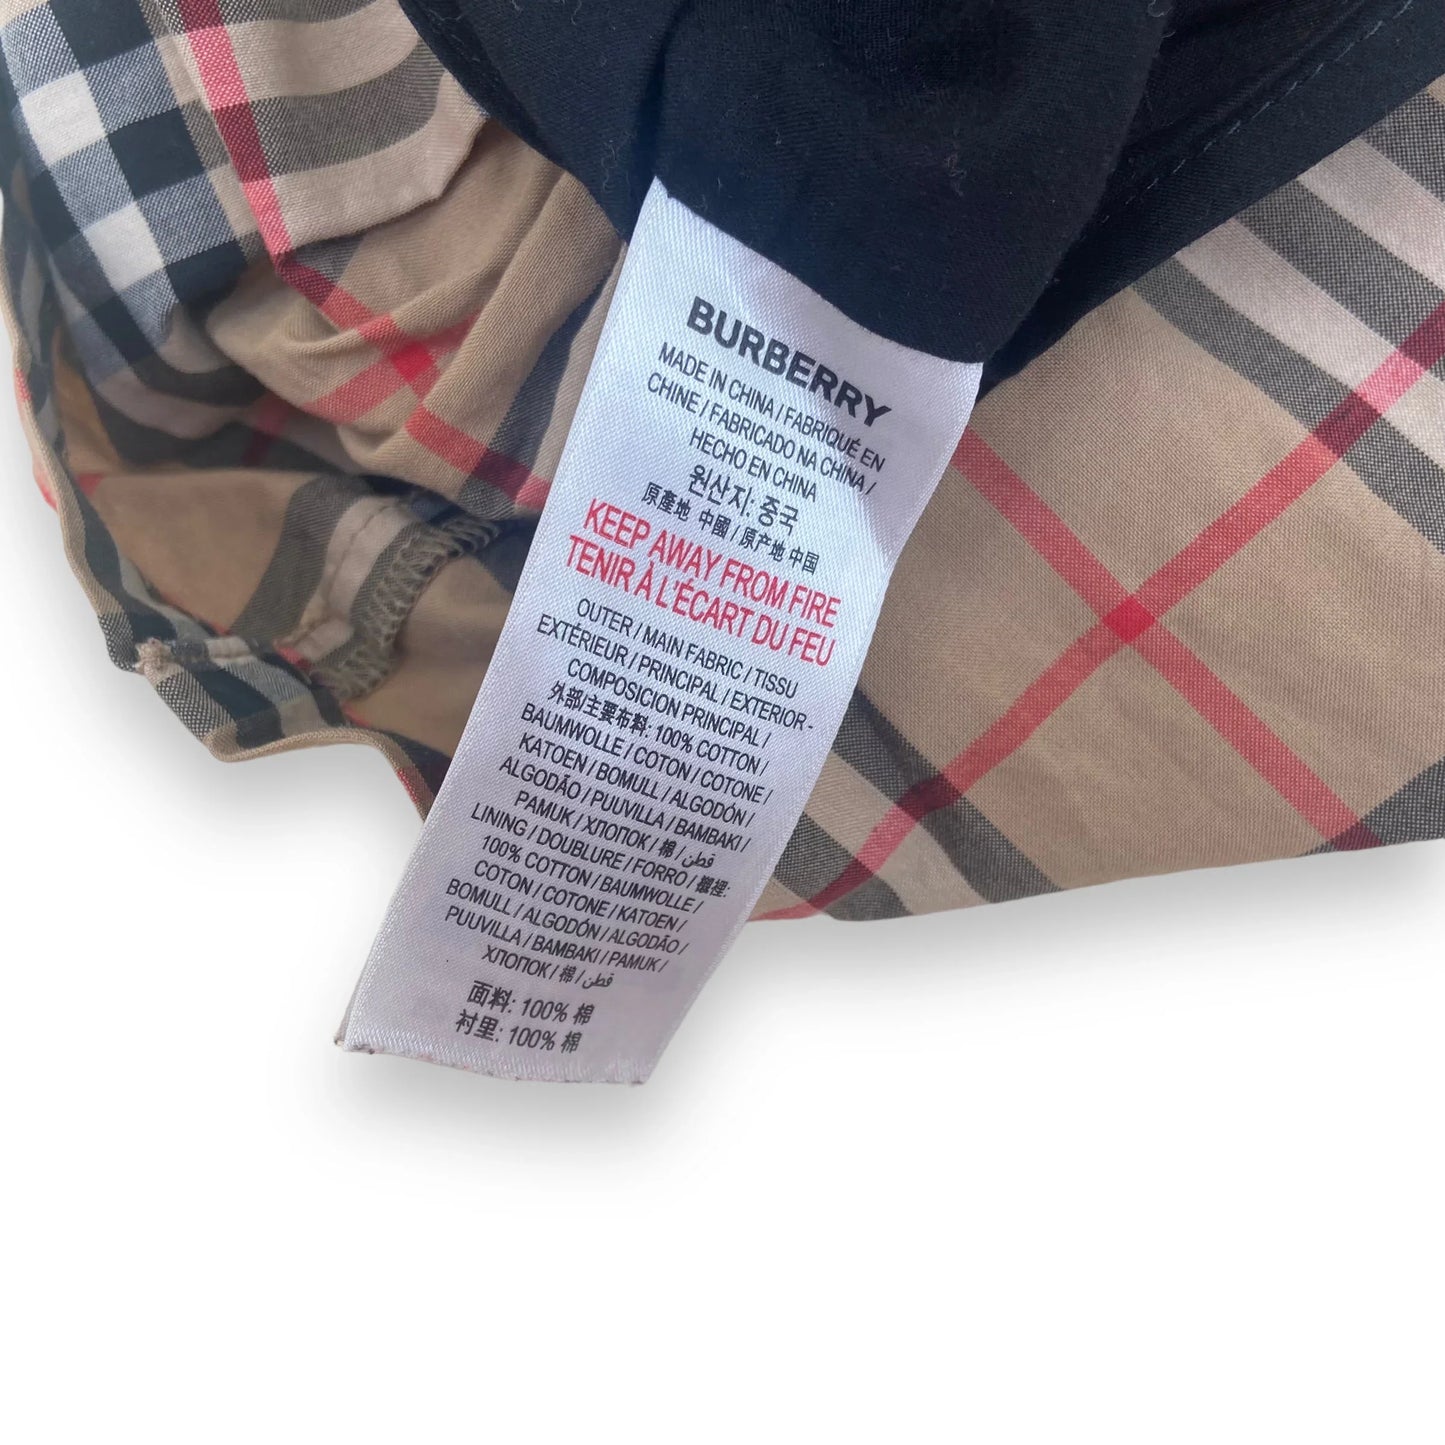 BURBERRY
MADE IN CHINA / FABRIQUÉ EN
CHINE / FABRICADO NA CHINA /
HECHO EN CHINA
원산지: 중국
原產地 中國 / 原产地 中国
KEEP AWAY FROM FIRE
TENIR À L'ÉCART DU FEU
OUTER / MAIN FABRIC / TISSU
EXTÉRIEUR / PRINCIPAL / EXTERIOR-
COMPOSICION PRINCIPAL /
外部/主要布料: 100% COTTON /
BAUMWOLLE / COTON / COTONE /
KATOEN / BOMULL / ALGODÓN /
ALGODÃO / PUUVILLA / BAMBAKI /
PAMUK / ХЛОПОК / 棉 / قطن
LINING / DOUBLURE / FORRO / 襯裡:
100% COTTON / BAUMWOLLE /
COTON / COTONE / KATOEN /
BOMULL / ALGODÓN / ALGODÃO /
PUUVILLA / BAMBAKI / PAMUK /
ХЛОПОК / 棉 / قطن
面料: 100% 棉
衬里: 100% 棉